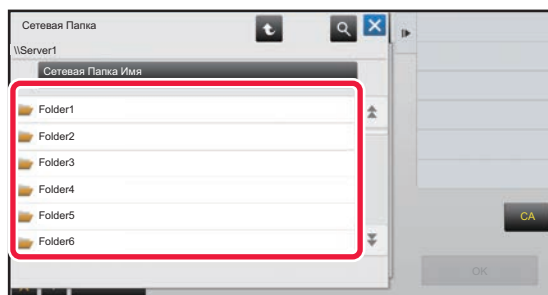 Сетевая Папка
\\Server1
Сетевая Папка Имя
Folder1
Folder2
Folder3
Folder4
Folder5
Folder6
CA
OK